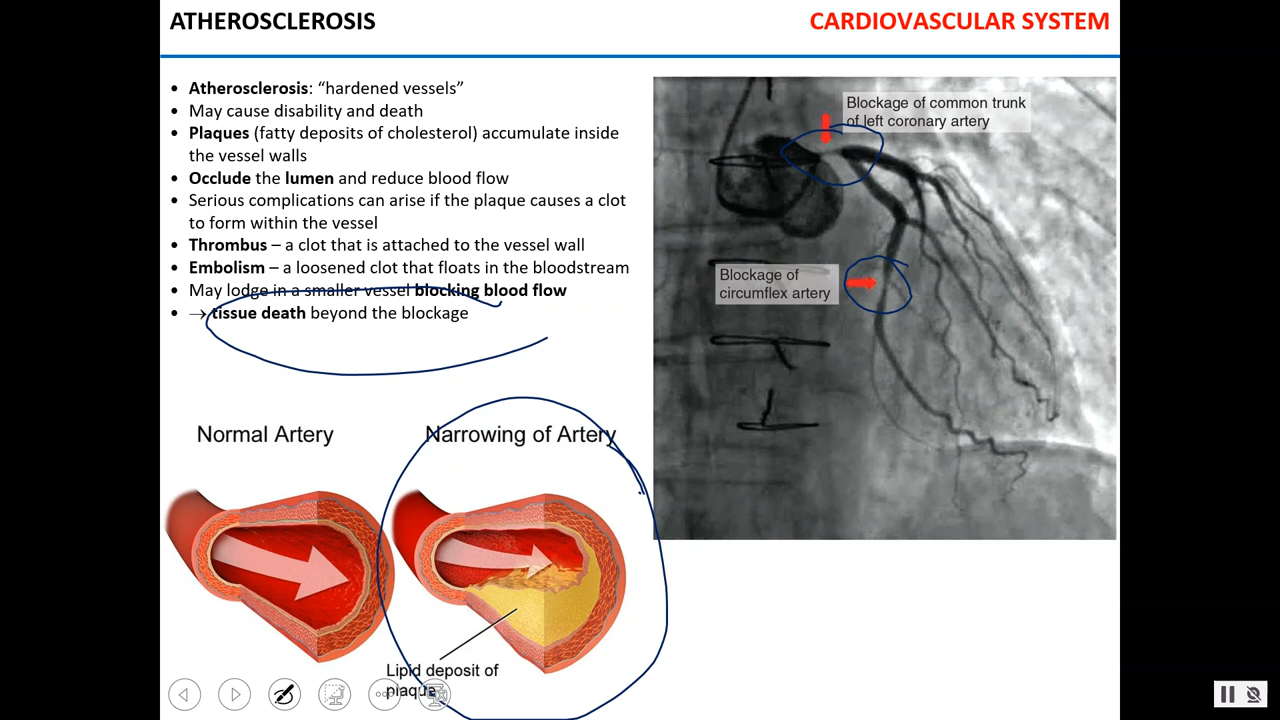 ATHEROSCLEROSIS
CARDIOVASCULAR SYSTEM
• Atherosclerosis: “hardened vessels”
• May cause disability and death
• Plaques (fatty deposits of cholesterol) accumulate inside
the vessel walls
• Occlude the lumen and reduce blood flow
• Serious complications can arise if the plaque causes a clot
to form within the vessel
• Thrombus – a clot that is attached to the vessel wall
• Embolism – a loosened clot that floats in the bloodstream
• May lodge in a smaller vessel blocking blood flow
• → tissue death beyond the blockage
Blockage of common trunk
of left coronary artery
Blockage of
circumflex artery
Normal Artery
Narrowing of Artery
Lipid deposit of
plaque